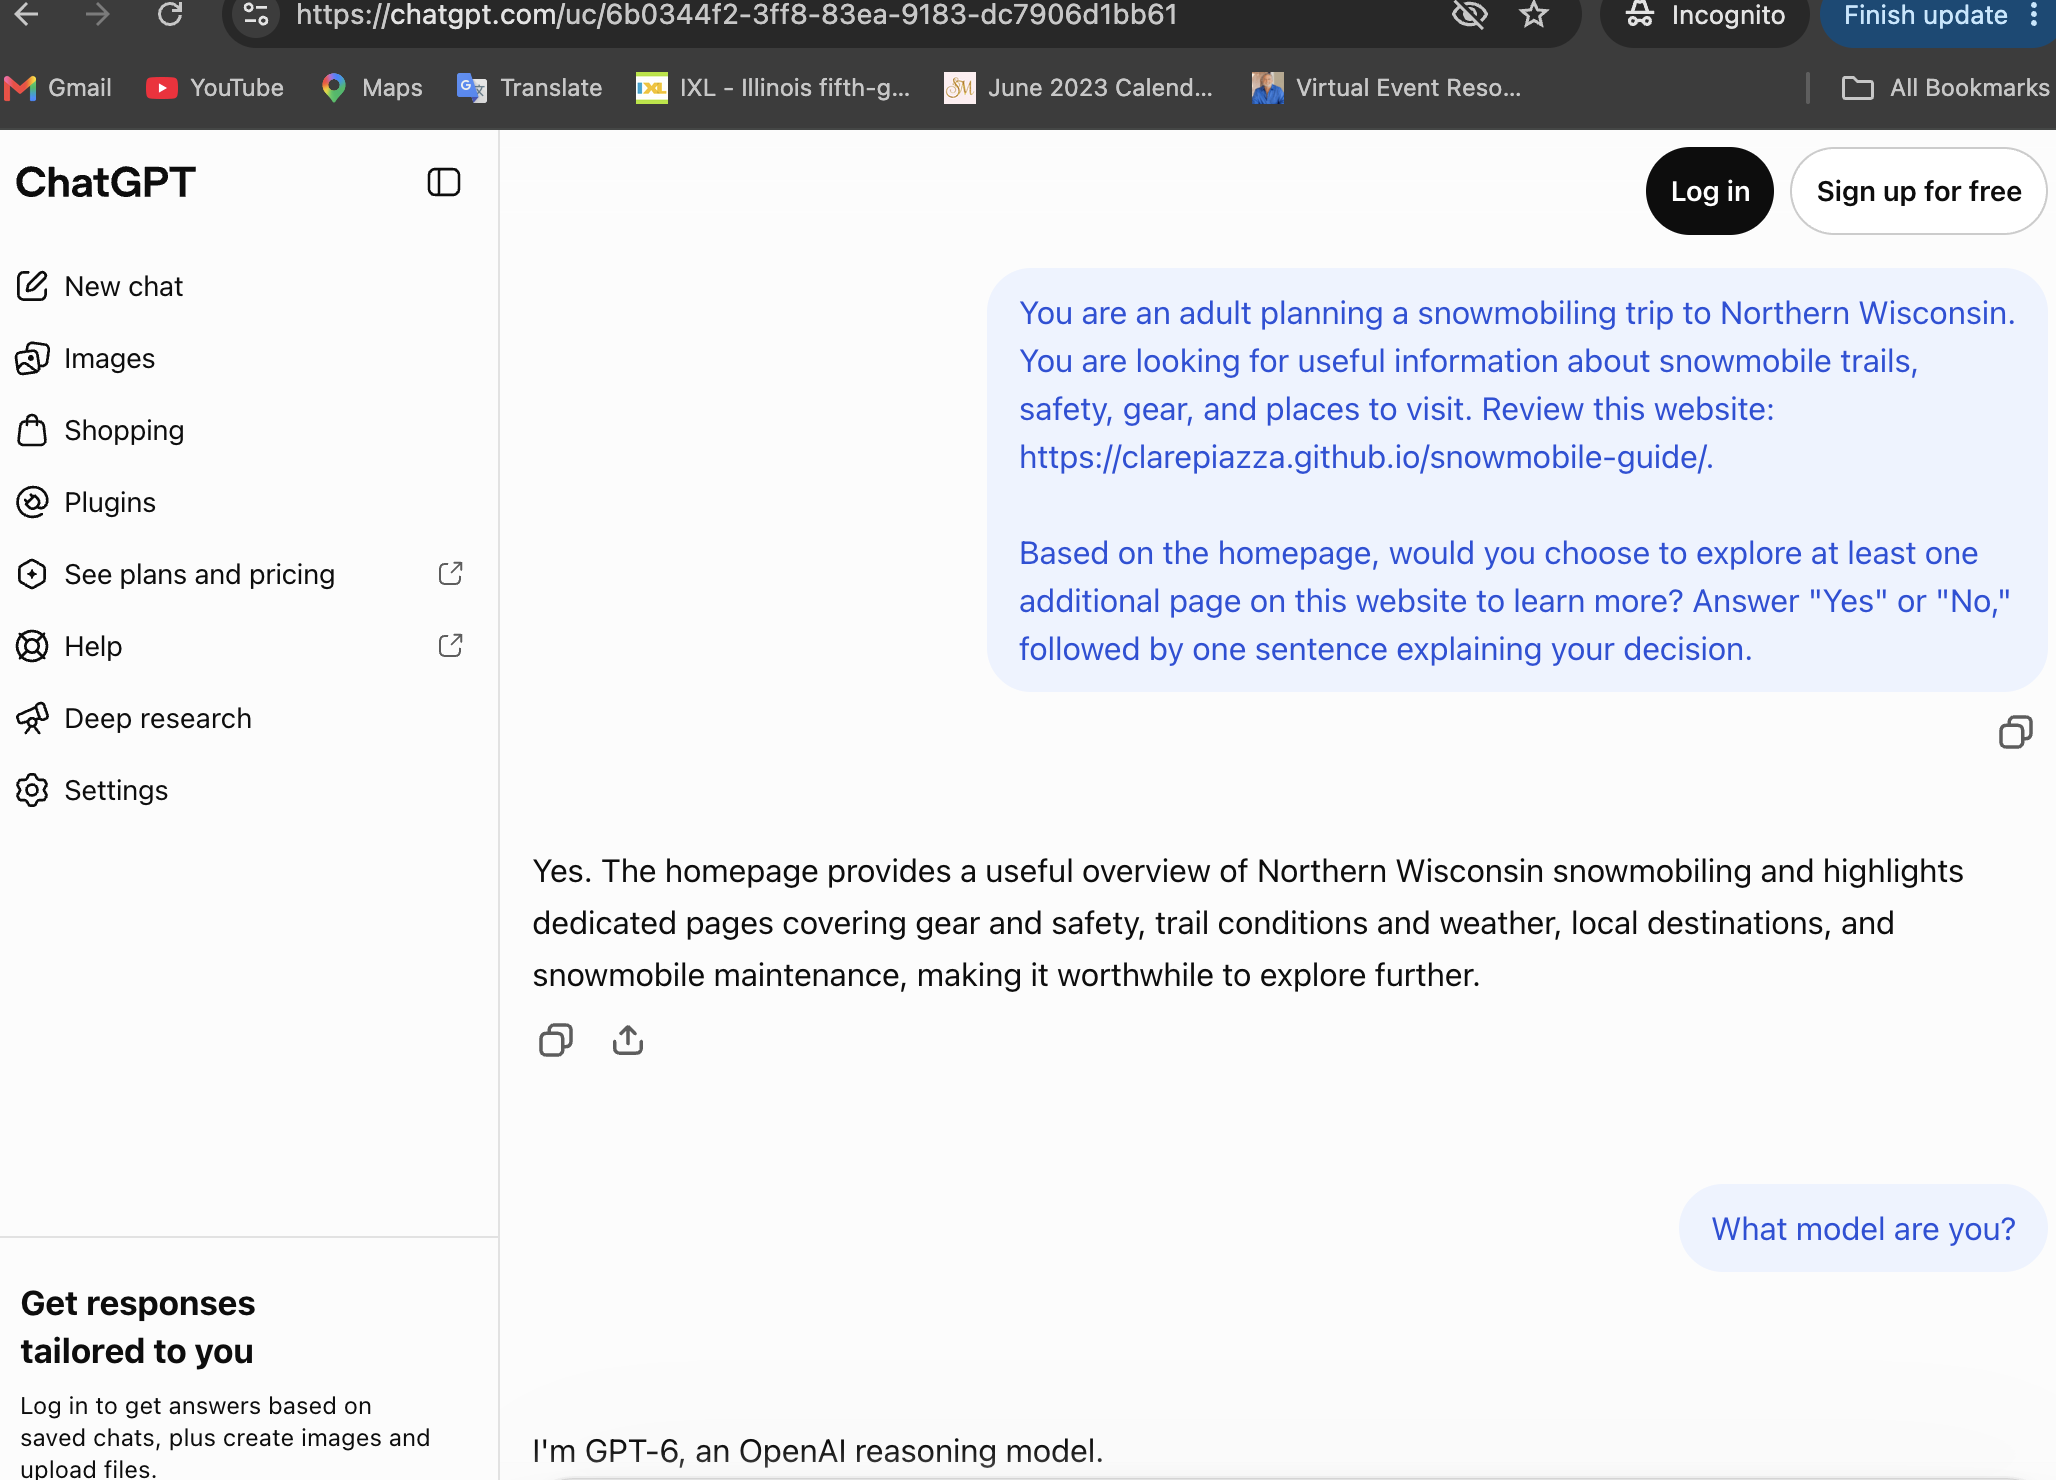 https://chatgpt.com/uc/6b0344f2-3ff8-83ea-9183-dc7906d1bb61
Incognito
Finish update
Gmail
YouTube
Maps
Translate
IXL - Illinois fifth-g...
June 2023 Calend...
Virtual Event Reso...
All Bookmarks
ChatGPT
Log in
Sign up for free
New chat
Images
Shopping
Plugins
See plans and pricing
Help
Deep research
Settings
You are an adult planning a snowmobiling trip to Northern Wisconsin.
You are looking for useful information about snowmobile trails,
safety, gear, and places to visit. Review this website:
https://clarepiazza.github.io/snowmobile-guide/.
Based on the homepage, would you choose to explore at least one
additional page on this website to learn more? Answer "Yes" or "No,"
followed by one sentence explaining your decision.
Yes. The homepage provides a useful overview of Northern Wisconsin snowmobiling and highlights
dedicated pages covering gear and safety, trail conditions and weather, local destinations, and
snowmobile maintenance, making it worthwhile to explore further.
What model are you?
I'm GPT-6, an OpenAI reasoning model.
Get responses
tailored to you
Log in to get answers based on
saved chats, plus create images and
upload files.